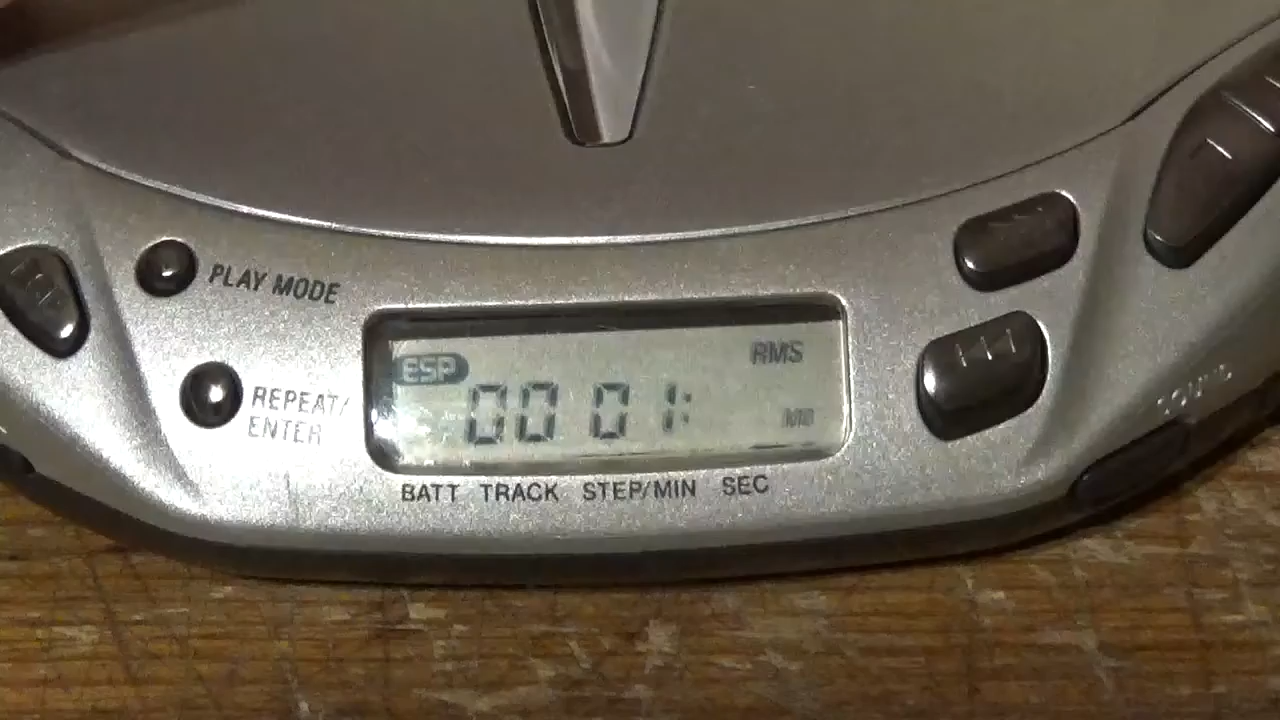 PLAY MODE
REPEAT/
ENTER
ESP
RMS
00 01:
BATT TRACK STEP/MIN SEC